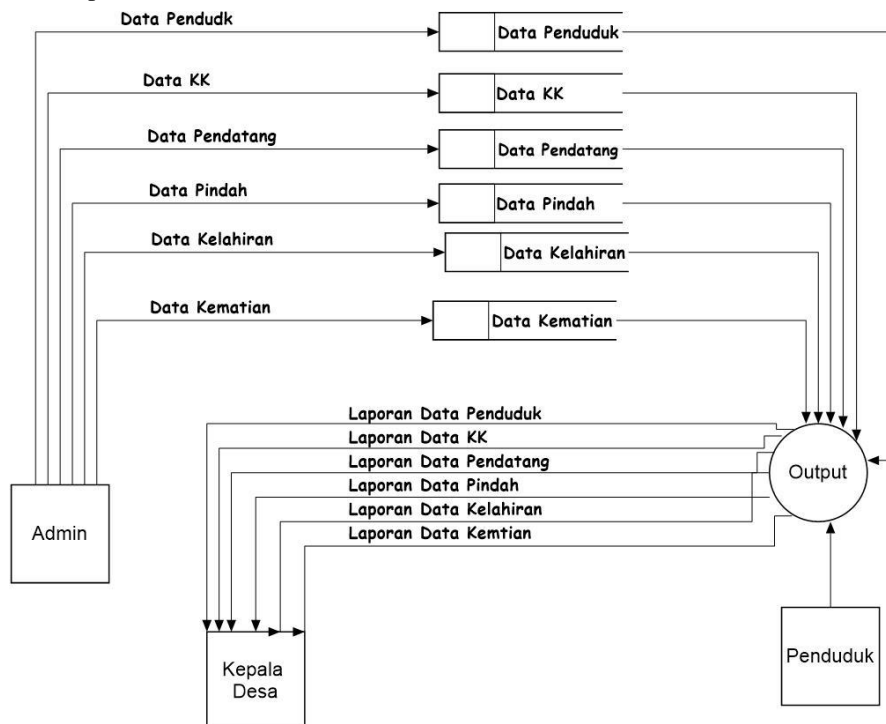 Data Pendudk
Data Penduduk
Data KK
Data KK
Data Pendatang
Data Pendatang
Data Pindah
Data Pindah
Data Kelahiran
Data Kelahiran
Data Kematian
Data Kematian
Laporan Data Penduduk
Laporan Data KK
Laporan Data Pendatang
Laporan Data Pindah
Laporan Data Kelahiran
Laporan Data Kemtian
Output
Admin
Kepala
Desa
Penduduk